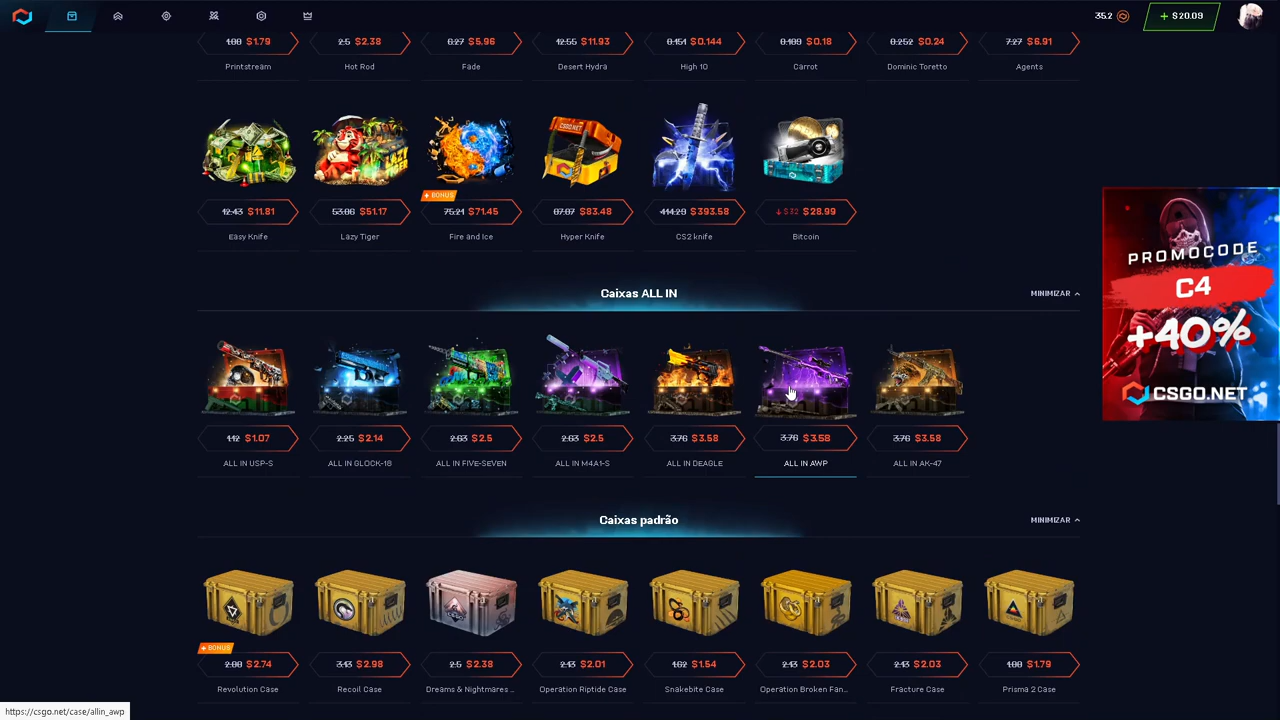 35.2
+ $20.09
1.88 $1.79
2.5 $2.38
6.27 $5.96
12.55 $11.93
0.151 $0.144
0.189 $0.18
0.252 $0.24
7.27 $6.91
Printstream
Hot Rod
Fade
Desert Hydra
High 10
Carrot
Dominic Toretto
Agents
CSGO.NET
+ BONUS
12.43 $11.81
53.86 $51.17
75.21 $71.45
87.87 $83.48
414.29 $393.58
↓ $32 $28.99
Easy Knife
Lazy Tiger
Fire and Ice
Hyper Knife
CS2 knife
Bitcoin
PROMOCODE
C4
+40%
CSGO.NET
Caixas ALL IN
MINIMIZAR
1.12 $1.07
2.25 $2.14
2.63 $2.5
2.63 $2.5
3.76 $3.58
3.76 $3.58
3.76 $3.58
ALL IN USP-S
ALL IN GLOCK-18
ALL IN FIVE-SEVEN
ALL IN M4A1-S
ALL IN DEAGLE
ALL IN AWP
ALL IN AK-47
Caixas padrão
MINIMIZAR
+ BONUS
2.88 $2.74
3.13 $2.98
2.5 $2.38
2.13 $2.01
1.62 $1.54
2.13 $2.03
2.13 $2.03
1.88 $1.79
Revolution Case
Recoil Case
Dreams & Nightmares ...
Operation Riptide Case
Snakebite Case
Operation Broken Fan...
Fracture Case
Prisma 2 Case
https://csgo.net/case/allin_awp